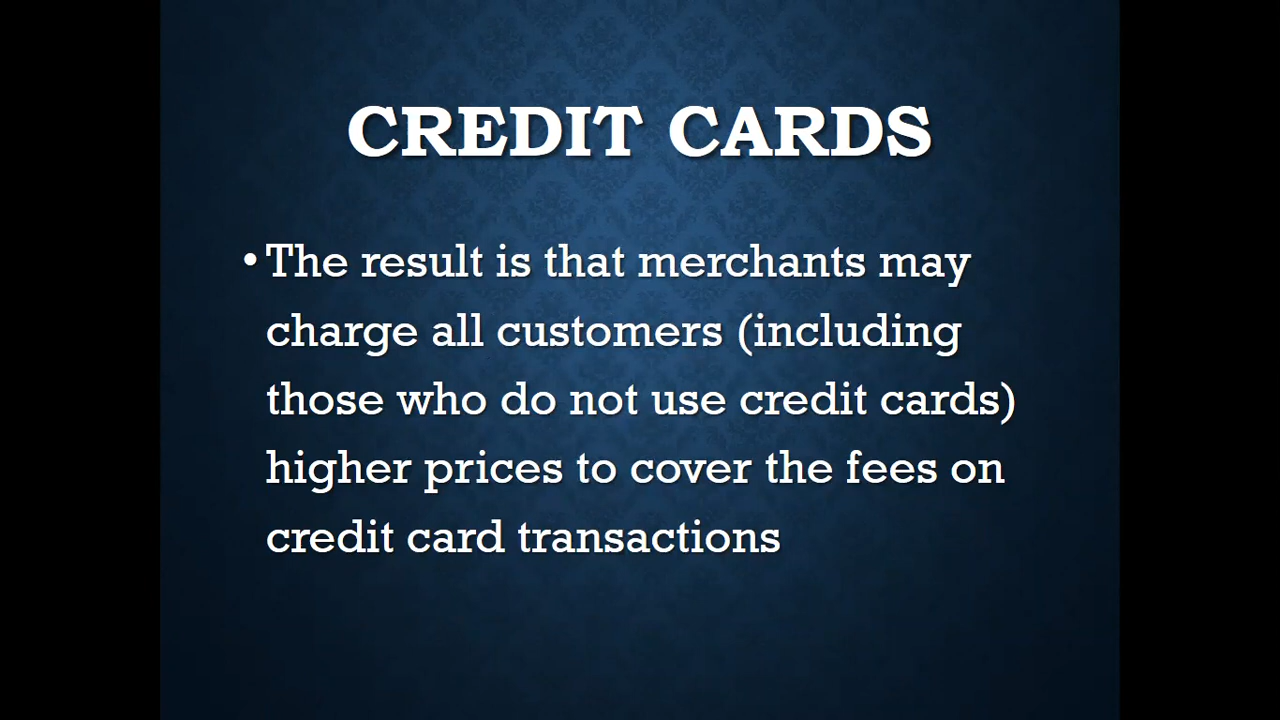 CREDIT CARDS
• The result is that merchants may
charge all customers (including
those who do not use credit cards)
higher prices to cover the fees on
credit card transactions